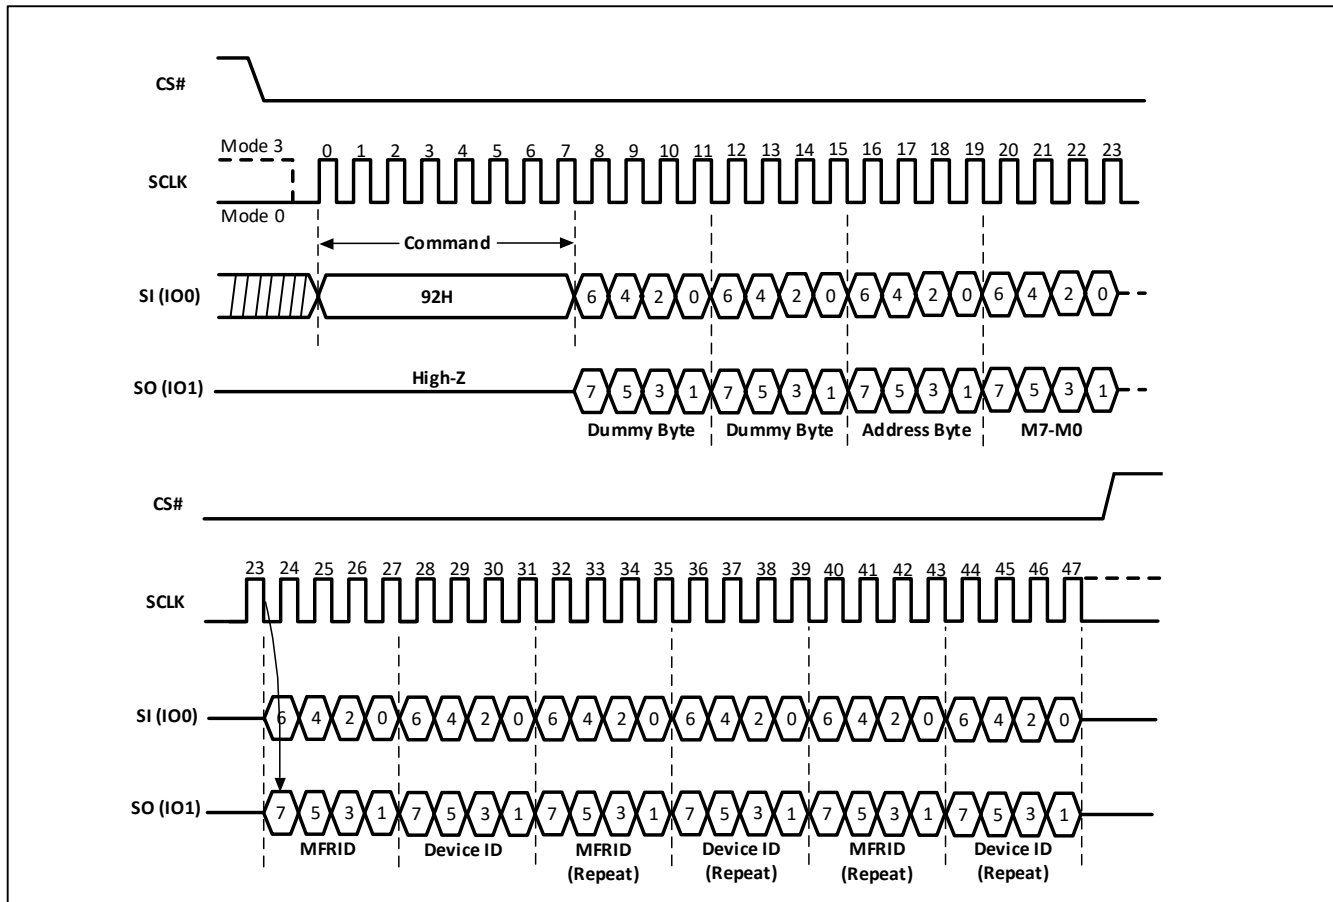 CS#
Mode 3
0 1 2 3 4 5 6 7 8 9 10 11 12 13 14 15 16 17 18 19 20 21 22 23
SCLK
Mode 0
Command
SI (IO0) 92H 6 4 2 0 6 4 2 0 6 4 2 0 6 4 2 0
High-Z
SO (IO1) 7 5 3 1 7 5 3 1 7 5 3 1 7 5 3 1
Dummy Byte Dummy Byte Address Byte M7-M0
CS#
23 24 25 26 27 28 29 30 31 32 33 34 35 36 37 38 39 40 41 42 43 44 45 46 47
SCLK
SI (IO0) 6 4 2 0 6 4 2 0 6 4 2 0 6 4 2 0 6 4 2 0 6 4 2 0
SO (IO1) 7 5 3 1 7 5 3 1 7 5 3 1 7 5 3 1 7 5 3 1 7 5 3 1
MFRID Device ID MFRID Device ID MFRID Device ID
(Repeat) (Repeat) (Repeat) (Repeat)